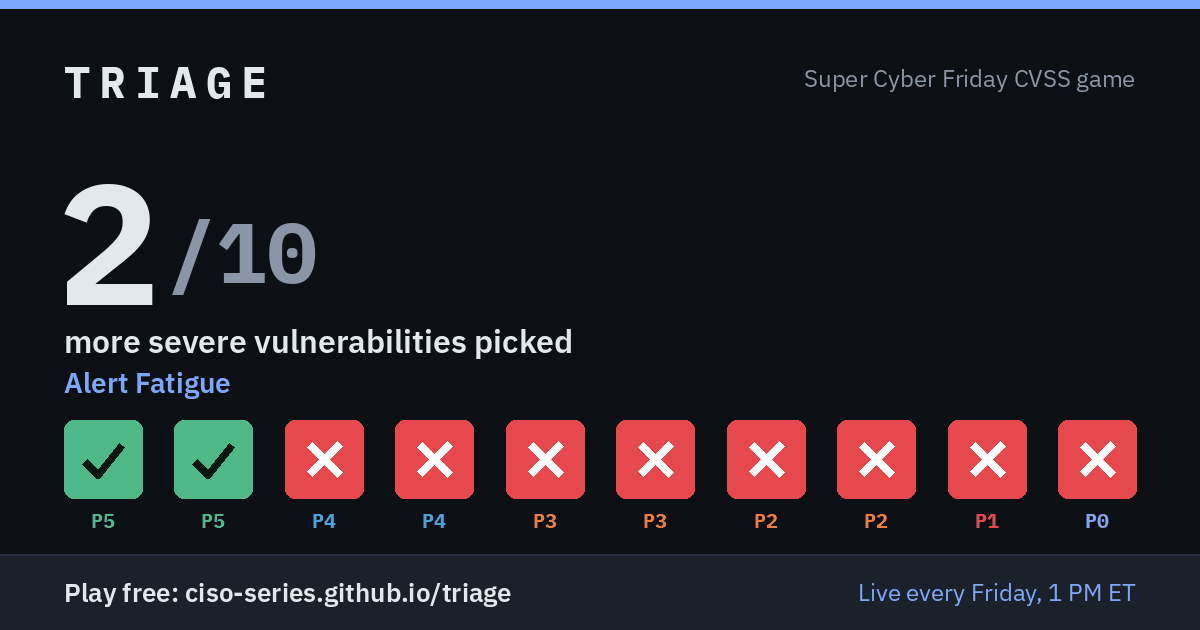 TRIAGE
Super Cyber Friday CVSS game
2/10
more severe vulnerabilities picked
Alert Fatigue
P5 P5 P4 P4 P3 P3 P2 P2 P1 P0
Play free: ciso-series.github.io/triage
Live every Friday, 1 PM ET